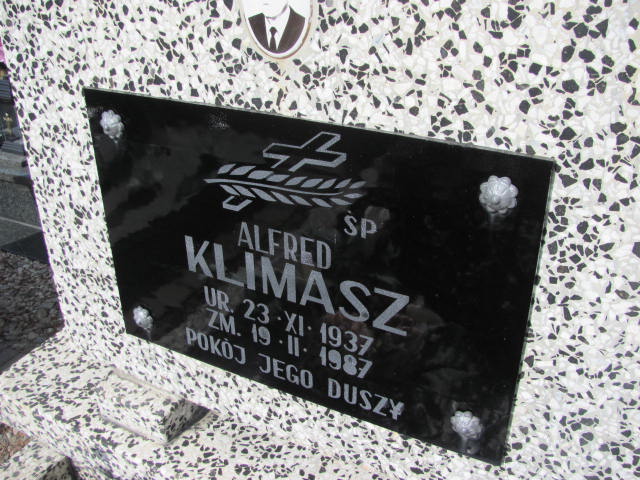 ŚP
ALFRED
KLIMASZ
UR. 23 · XI · 1937
ZM. 19 · II · 1987
POKÓJ JEGO DUSZY